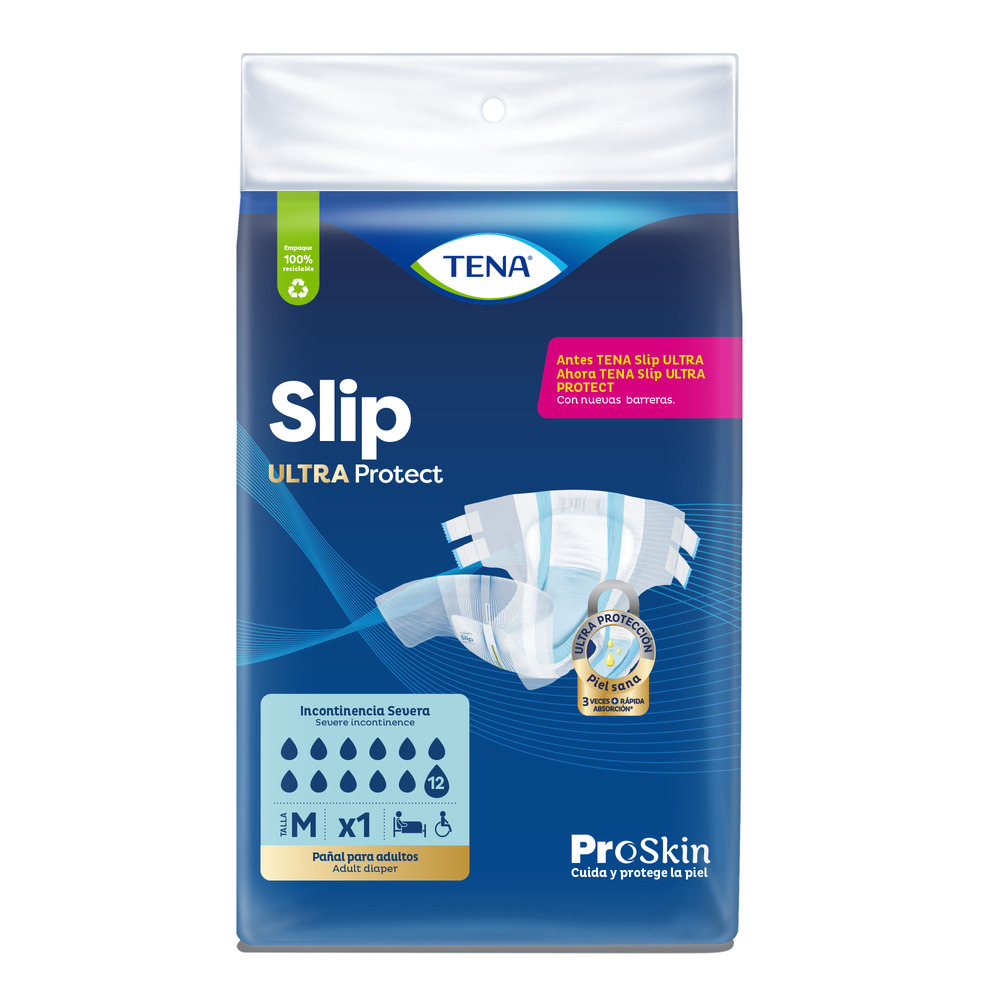 Empaque
100%
reciclable
TENA®
Antes TENA Slip ULTRA
Ahora TENA Slip ULTRA
PROTECT
Con nuevas barreras.
Slip
ULTRA Protect
Slip
ULTRA PROTECCIÓN
Piel sana
3 VECES + RÁPIDA
ABSORCIÓN*
Incontinencia Severa
Severe incontinence
12
TALLA M x1
Pañal para adultos
Adult diaper
ProSkin
Cuida y protege la piel